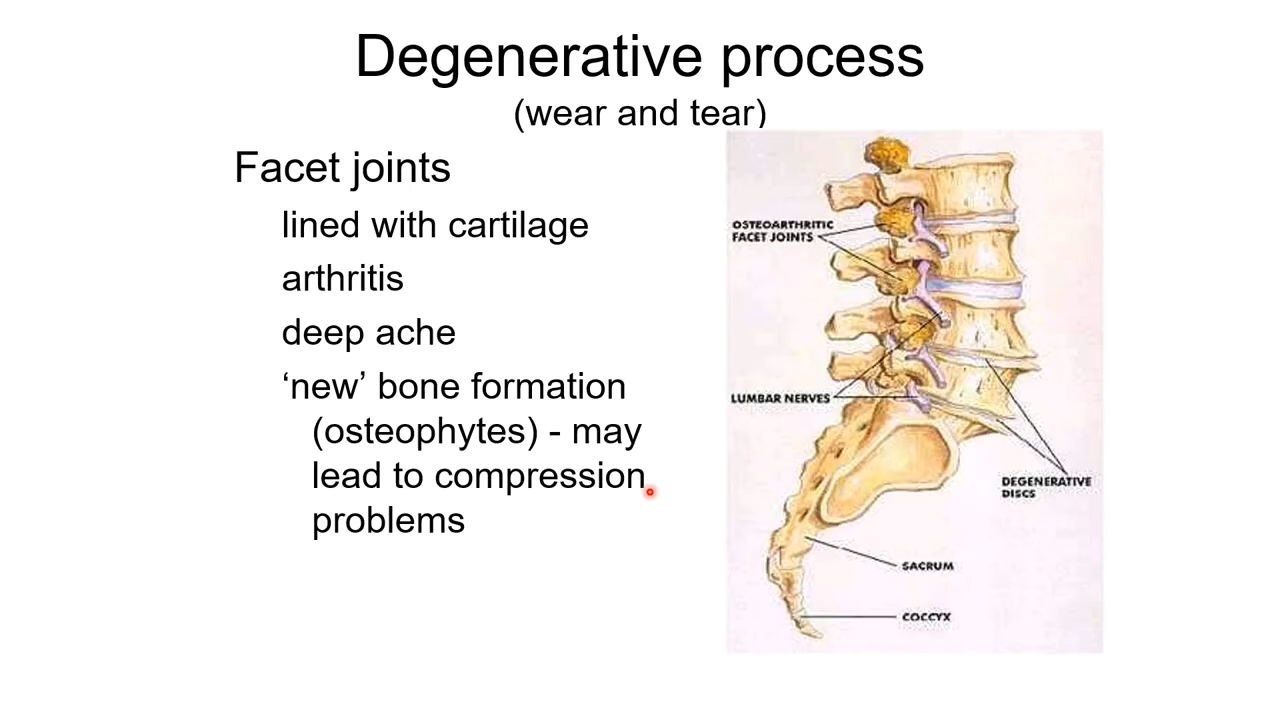 Degenerative process
(wear and tear)
Facet joints
lined with cartilage
arthritis
deep ache
‘new’ bone formation
(osteophytes) - may
lead to compression
problems
OSTEOARTHRITIC
FACET JOINTS
LUMBAR NERVES
DEGENERATIVE
DISCS
SACRUM
COCCYX